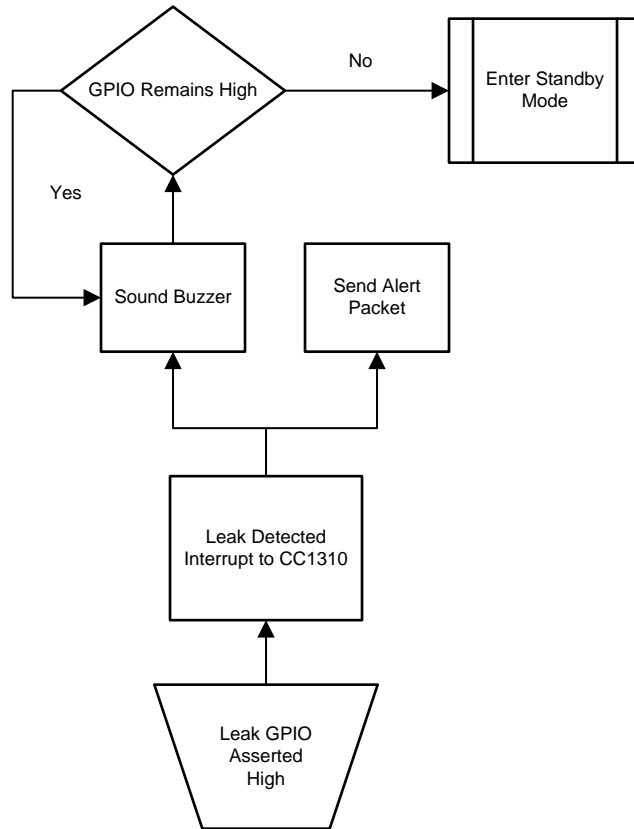 GPIO Remains High
No
Enter Standby
Mode
Yes
Sound Buzzer
Send Alert
Packet
Leak Detected
Interrupt to CC1310
Leak GPIO
Asserted
High